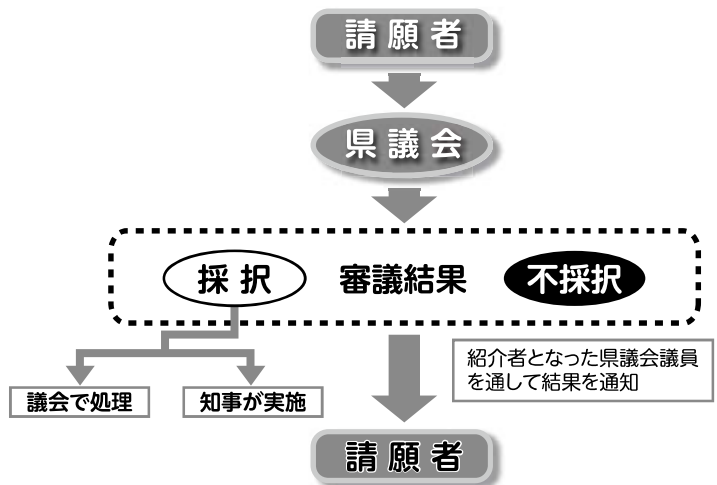 請願者
県議会
採択
審議結果
不採択
紹介者となった県議会議員
を通して結果を通知
議会で処理
知事が実施
請願者